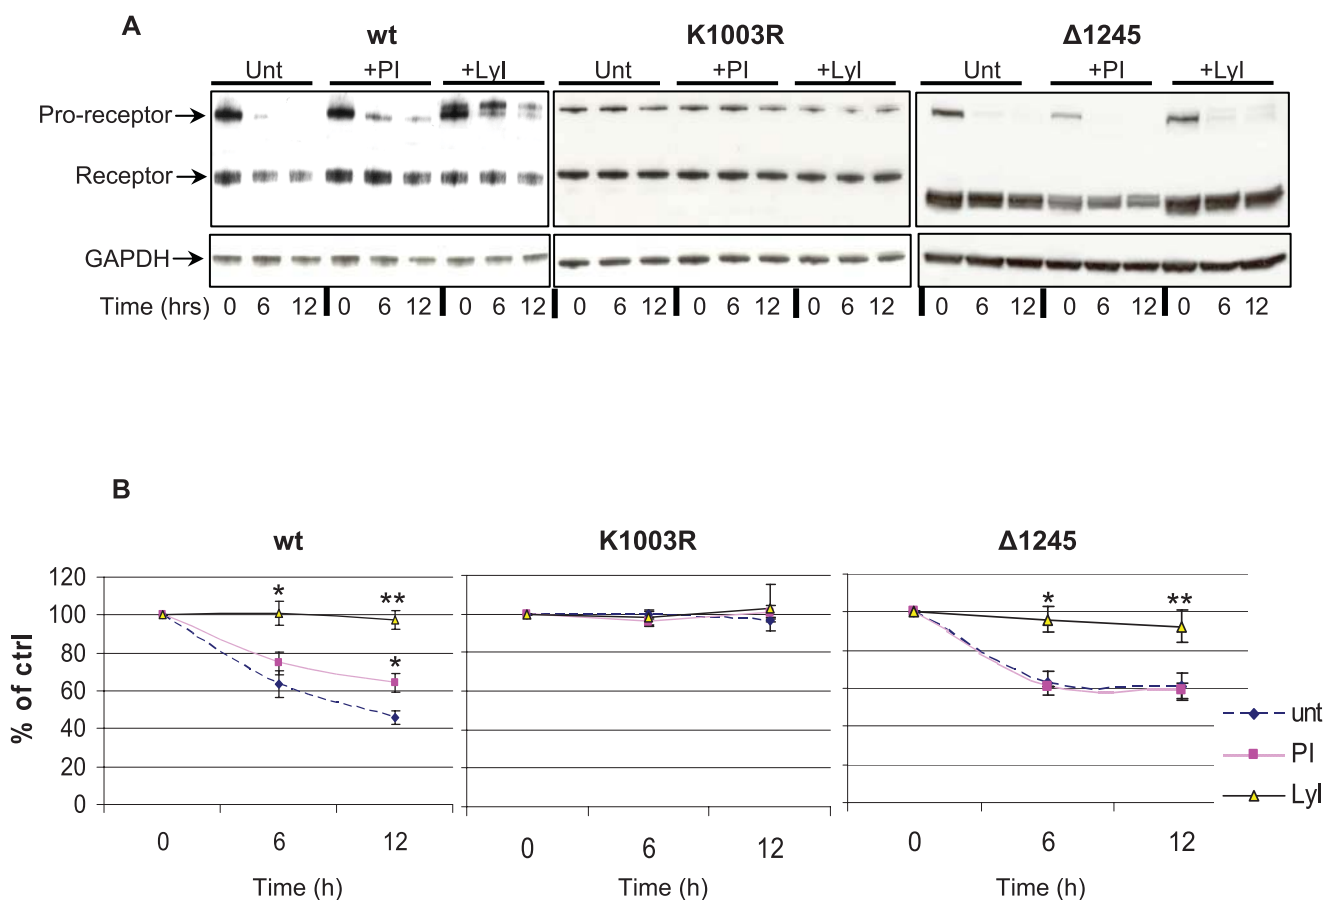 A
wt K1003R Δ1245
Unt +PI +LyI Unt +PI +LyI Unt +PI +LyI
Pro-receptor
Receptor
GAPDH
Time (hrs) 0 6 12 0 6 12 0 6 12 0 6 12 0 6 12 0 6 12 0 6 12 0 6 12 0 6 12
B
wt K1003R Δ1245
120
100
80
60
40
20
0
% of ctrl
* **
*
* **
0 6 12 0 6 12 0 6 12
Time (h) Time (h) Time (h)
unt
PI
LyI